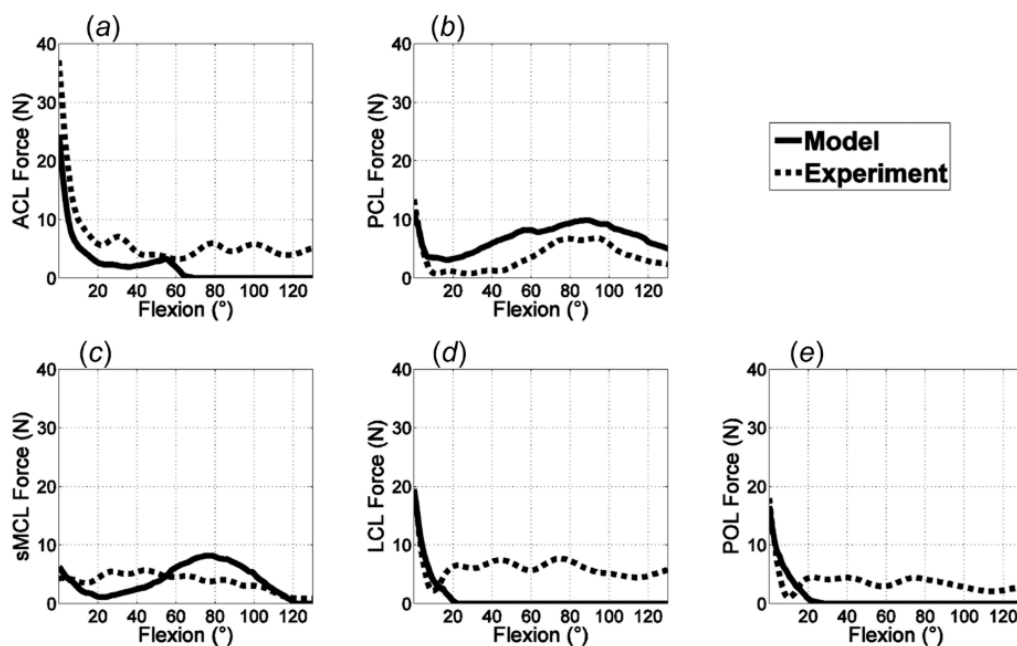 (a)
40
30
20
10
0
ACL Force (N)
20 40 60 80 100 120
Flexion (°)
(b)
40
30
20
10
0
PCL Force (N)
20 40 60 80 100 120
Flexion (°)
Model
Experiment
(c)
40
30
20
10
0
sMCL Force (N)
20 40 60 80 100 120
Flexion (°)
(d)
40
30
20
10
0
LCL Force (N)
20 40 60 80 100 120
Flexion (°)
(e)
40
30
20
10
0
POL Force (N)
20 40 60 80 100 120
Flexion (°)